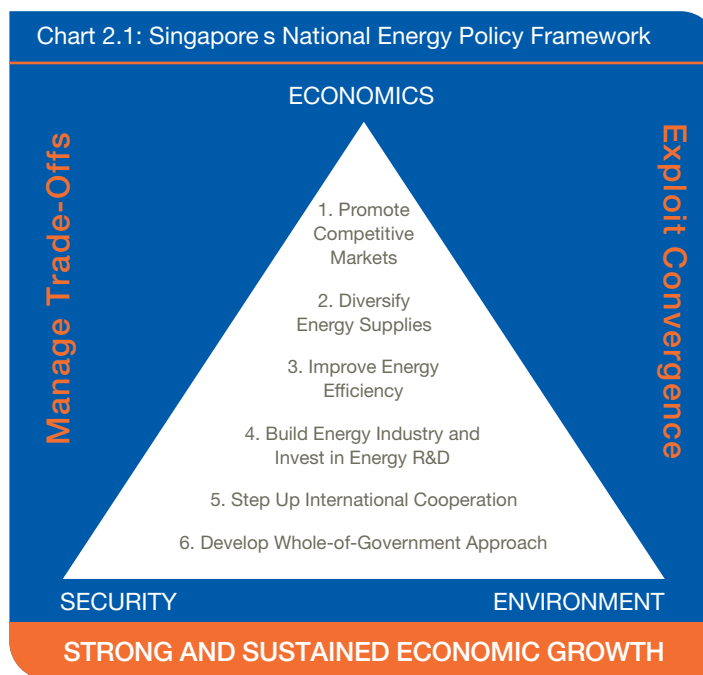 Chart 2.1: Singapore s National Energy Policy Framework
ECONOMICS
Manage Trade-Offs
Exploit Convergence
1. Promote
Competitive
Markets
2. Diversify
Energy Supplies
3. Improve Energy
Efficiency
4. Build Energy Industry and
Invest in Energy R&D
5. Step Up International Cooperation
6. Develop Whole-of-Government Approach
SECURITY
ENVIRONMENT
STRONG AND SUSTAINED ECONOMIC GROWTH